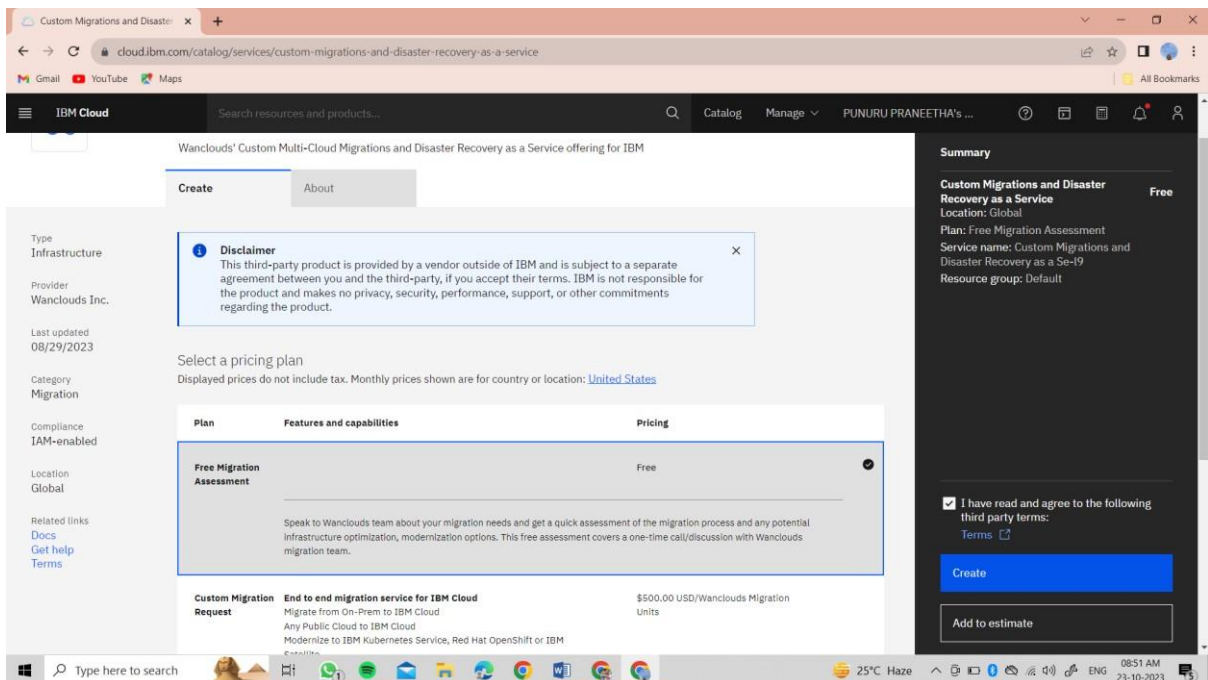 Custom Migrations and Disaster
cloud.ibm.com/catalog/services/custom-migrations-and-disaster-recovery-as-a-service
Gmail YouTube Maps All Bookmarks
IBM Cloud Search resources and products... Catalog Manage PUNURU PRANEETHA's ...
Wanclouds' Custom Multi-Cloud Migrations and Disaster Recovery as a Service offering for IBM
Create About
Type
Infrastructure
Provider
Wanclouds Inc.
Last updated
08/29/2023
Category
Migration
Compliance
IAM-enabled
Location
Global
Related links
Docs
Get help
Terms
Disclaimer
This third-party product is provided by a vendor outside of IBM and is subject to a separate
agreement between you and the third-party, if you accept their terms. IBM is not responsible for
the product and makes no privacy, security, performance, support, or other commitments
regarding the product.
Select a pricing plan
Displayed prices do not include tax. Monthly prices shown are for country or location: United States
Plan Features and capabilities Pricing
Free Migration Free
Assessment
Speak to Wanclouds team about your migration needs and get a quick assessment of the migration process and any potential
infrastructure optimization, modernization options. This free assessment covers a one-time call/discussion with Wanclouds
migration team.
Custom Migration End to end migration service for IBM Cloud $500.00 USD/Wanclouds Migration
Request Migrate from On-Prem to IBM Cloud Units
Any Public Cloud to IBM Cloud
Modernize to IBM Kubernetes Service, Red Hat OpenShift or IBM
Satellite
Summary
Custom Migrations and Disaster Free
Recovery as a Service
Location: Global
Plan: Free Migration Assessment
Service name: Custom Migrations and
Disaster Recovery as a Se-l9
Resource group: Default
I have read and agree to the following
third party terms:
Terms
Create
Add to estimate
Type here to search 25°C Haze ENG 08:51 AM
23-10-2023